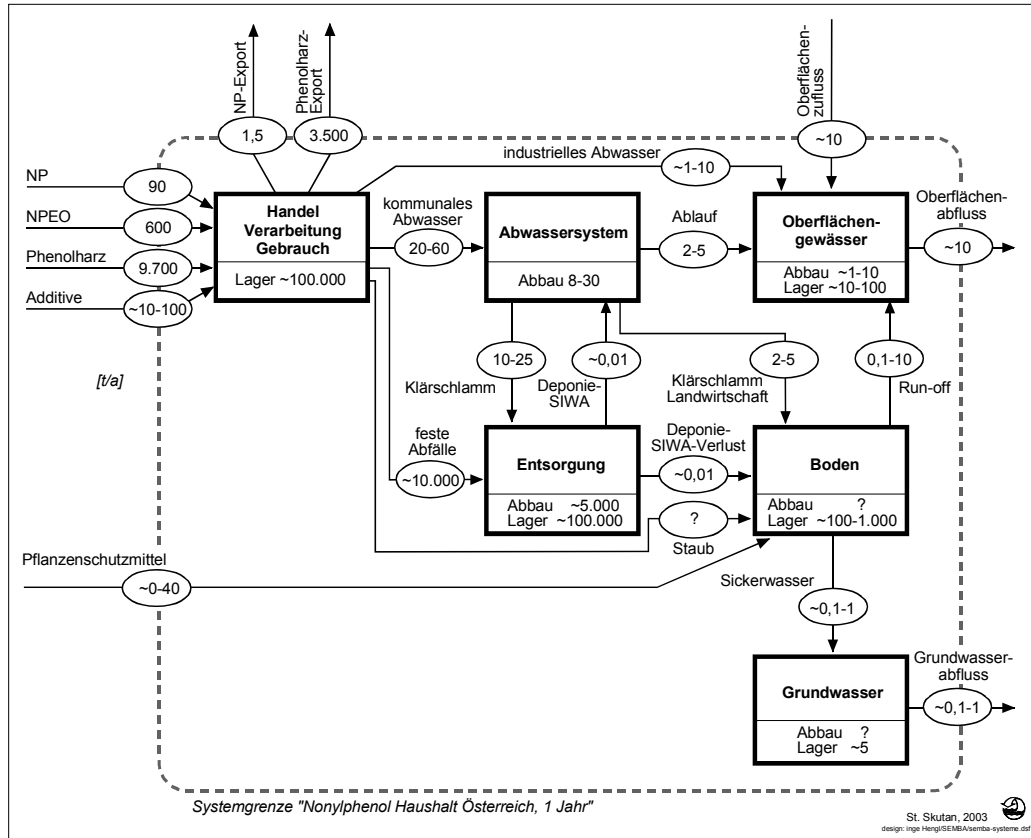 NP-Export
Phenolharz-
Export
Oberflächen-
zufluss
1,5
3.500
~10
industrielles Abwasser
~1-10
NP
90
NPEO
600
Phenolharz
9.700
Additive
~10-100
Handel
Verarbeitung
Gebrauch
Lager ~100.000
kommunales
Abwasser
20-60
Abwassersystem
Abbau 8-30
Ablauf
2-5
Oberflächen-
gewässer
Abbau ~1-10
Lager ~10-100
Oberflächen-
abfluss
~10
[t/a]
10-25
Klärschlamm
~0,01
Deponie-
SIWA
2-5
Klärschlamm
Landwirtschaft
0,1-10
Run-off
feste
Abfälle
~10.000
Entsorgung
Abbau ~5.000
Lager ~100.000
Deponie-
SIWA-Verlust
~0,01
?
Staub
Boden
Abbau ?
Lager ~100-1.000
Pflanzenschutzmittel
~0-40
Sickerwasser
~0,1-1
Grundwasser
Abbau ?
Lager ~5
Grundwasser-
abfluss
~0,1-1
Systemgrenze "Nonylphenol Haushalt Österreich, 1 Jahr"
St. Skutan, 2003
design: inge Hengl/SEMBA/semba-systeme.dsf